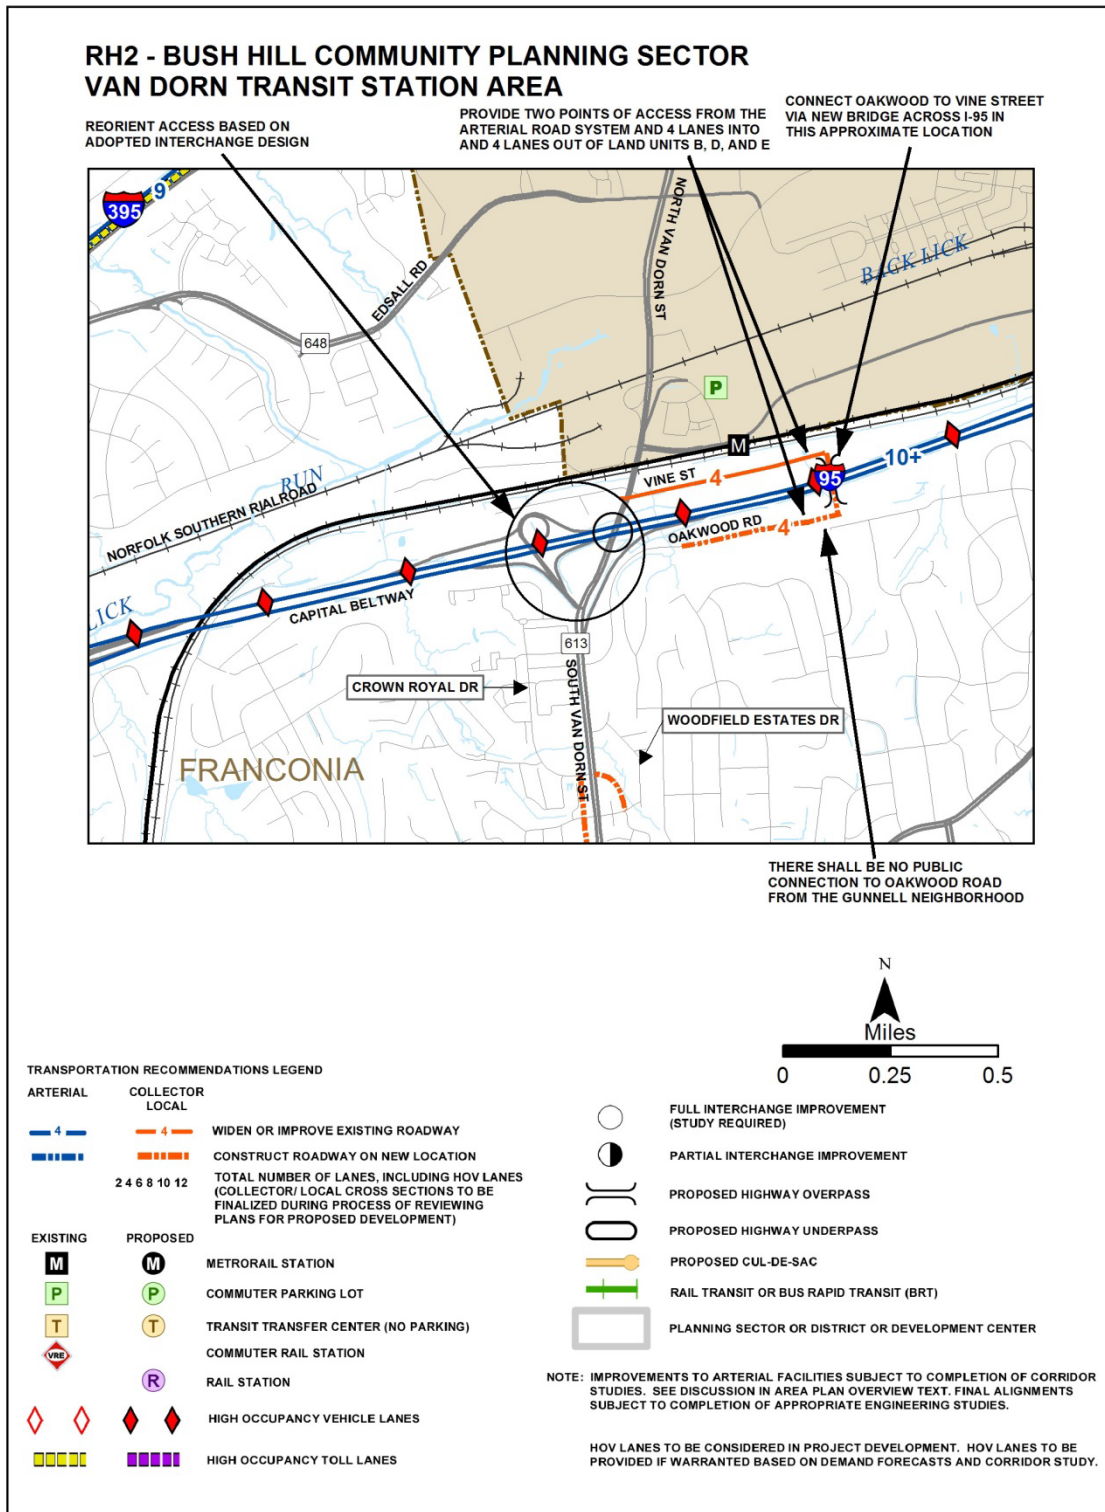 RH2 - BUSH HILL COMMUNITY PLANNING SECTOR
VAN DORN TRANSIT STATION AREA
REORIENT ACCESS BASED ON
ADOPTED INTERCHANGE DESIGN
PROVIDE TWO POINTS OF ACCESS FROM THE
ARTERIAL ROAD SYSTEM AND 4 LANES INTO
AND 4 LANES OUT OF LAND UNITS B, D, AND E
CONNECT OAKWOOD TO VINE STREET
VIA NEW BRIDGE ACROSS I-95 IN
THIS APPROXIMATE LOCATION
395
9
EDSALL RD
648
NORTH VAN DORN ST
BACK LICK
P
M
RUN
NORFOLK SOUTHERN RIALROAD
VINE ST
4
95
10+
OAKWOOD RD
4
LICK
CAPITAL BELTWAY
613
CROWN ROYAL DR
SOUTH VAN DORN ST
WOODFIELD ESTATES DR
FRANCONIA
THERE SHALL BE NO PUBLIC
CONNECTION TO OAKWOOD ROAD
FROM THE GUNNELL NEIGHBORHOOD
N
Miles
0 0.25 0.5
TRANSPORTATION RECOMMENDATIONS LEGEND
ARTERIAL COLLECTOR
LOCAL
4 4 WIDEN OR IMPROVE EXISTING ROADWAY
CONSTRUCT ROADWAY ON NEW LOCATION
2 4 6 8 10 12 TOTAL NUMBER OF LANES, INCLUDING HOV LANES
(COLLECTOR/ LOCAL CROSS SECTIONS TO BE
FINALIZED DURING PROCESS OF REVIEWING
PLANS FOR PROPOSED DEVELOPMENT)
EXISTING PROPOSED
M M METRORAIL STATION
P P COMMUTER PARKING LOT
T T TRANSIT TRANSFER CENTER (NO PARKING)
VRE COMMUTER RAIL STATION
R RAIL STATION
HIGH OCCUPANCY VEHICLE LANES
HIGH OCCUPANCY TOLL LANES
FULL INTERCHANGE IMPROVEMENT
(STUDY REQUIRED)
PARTIAL INTERCHANGE IMPROVEMENT
PROPOSED HIGHWAY OVERPASS
PROPOSED HIGHWAY UNDERPASS
PROPOSED CUL-DE-SAC
RAIL TRANSIT OR BUS RAPID TRANSIT (BRT)
PLANNING SECTOR OR DISTRICT OR DEVELOPMENT CENTER
NOTE: IMPROVEMENTS TO ARTERIAL FACILITIES SUBJECT TO COMPLETION OF CORRIDOR
STUDIES. SEE DISCUSSION IN AREA PLAN OVERVIEW TEXT. FINAL ALIGNMENTS
SUBJECT TO COMPLETION OF APPROPRIATE ENGINEERING STUDIES.
HOV LANES TO BE CONSIDERED IN PROJECT DEVELOPMENT. HOV LANES TO BE
PROVIDED IF WARRANTED BASED ON DEMAND FORECASTS AND CORRIDOR STUDY.